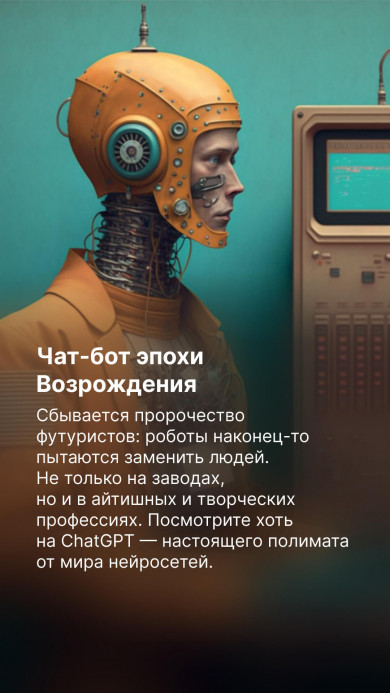 Чат-бот эпохи
Возрождения
Сбывается пророчество
футуристов: роботы наконец-то
пытаются заменить людей.
Не только на заводах,
но и в айтишных и творческих
профессиях. Посмотрите хоть
на ChatGPT — настоящего полимата
от мира нейросетей.